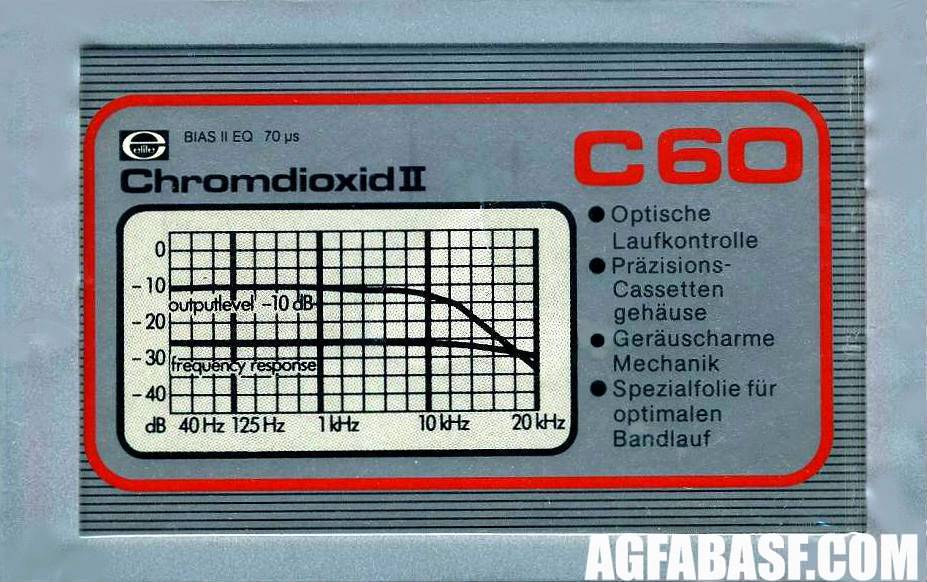 elite
BIAS II EQ 70 µs
Chromdioxid II
C60
0
-10
-20
-30
-40
dB
outputlevel -10 dB
frequency response
40 Hz 125 Hz 1 kHz 10 kHz 20 kHz
● Optische
Laufkontrolle
● Präzisions-
Cassetten
gehäuse
● Geräuscharme
Mechanik
● Spezialfolie für
optimalen
Bandlauf
AGFABASF.COM